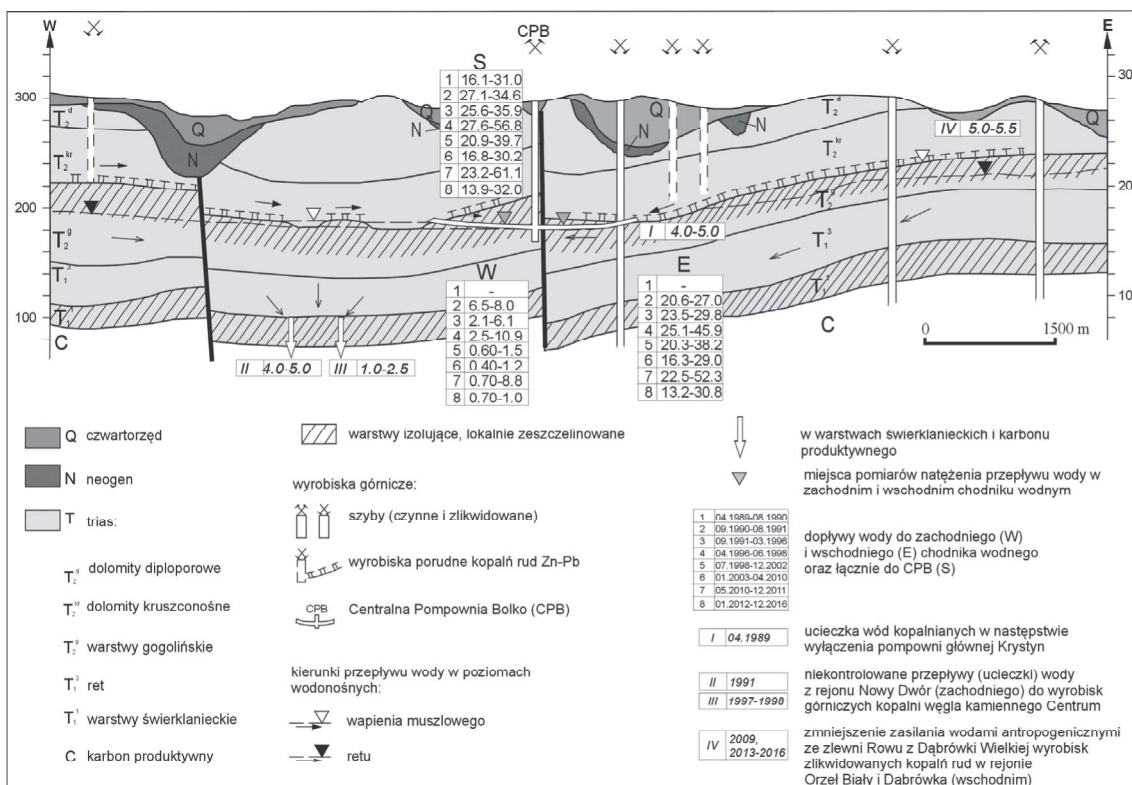 W
CPB
E
S
1 16.1-31.0
2 27.1-34.6
3 25.6-35.9
4 27.6-56.8
5 20.9-39.7
6 16.8-30.2
7 23.2-61.1
8 13.9-32.0
300
200
100
T₂ᵈ
T₂ᵏʳ
T₂ᵍ
T₁³
T₁¹
C
Q
N
Q
N
Q
N
N
T₂ᵈ
T₂ᵏʳ
T₂ᵍ
T₁³
T₁¹
C
Q
IV 5.0-5.5
I 4.0-5.0
II 4.0-5.0
III 1.0-2.5
W
1 -
2 6.5-8.0
3 2.1-6.1
4 2.5-10.9
5 0.60-1.5
6 0.40-1.2
7 0.70-8.8
8 0.70-1.0
E
1 -
2 20.6-27.0
3 23.5-29.8
4 25.1-45.9
5 20.3-38.2
6 16.3-29.0
7 22.5-52.3
8 13.2-30.8
0 1500 m
Q czwartorzęd
N neogen
T trias:
T₂ᵈ dolomity diploporowe
T₂ᵏʳ dolomity kruszconośne
T₂ᵍ warstwy gogolińskie
T₁³ ret
T₁¹ warstwy świerklanieckie
C karbon produktywny
warstwy izolujące, lokalnie zeszczelinowane
wyrobiska górnicze:
szyby (czynne i zlikwidowane)
wyrobiska porudne kopalń rud Zn-Pb
CPB
Centralna Pompownia Bolko (CPB)
kierunki przepływu wody w poziomach
wodonośnych:
wapienia muszlowego
retu
w warstwach świerklanieckich i karbonu
produktywnego
miejsca pomiarów natężenia przepływu wody w
zachodnim i wschodnim chodniku wodnym
1 04.1989-08.1990
2 09.1990-08.1991
3 09.1991-03.1996
4 04.1996-06.1998
5 07.1998-12.2002
6 01.2003-04.2010
7 05.2010-12.2011
8 01.2012-12.2016
dopływy wody do zachodniego (W)
i wschodniego (E) chodnika wodnego
oraz łącznie do CPB (S)
I 04.1989
ucieczka wód kopalnianych w następstwie
wyłączenia pompowni głównej Krystyn
II 1991
III 1997-1998
niekontrolowane przepływy (ucieczki) wody
z rejonu Nowy Dwór (zachodniego) do wyrobisk
górniczych kopalni węgla kamiennego Centrum
IV 2009,
2013-2016
zmniejszenie zasilania wodami antropogenicznymi
ze zlewni Rowu z Dąbrówki Wielkiej wyrobisk
zlikwidowanych kopalń rud w rejonie
Orzeł Biały i Dąbrówka (wschodnim)